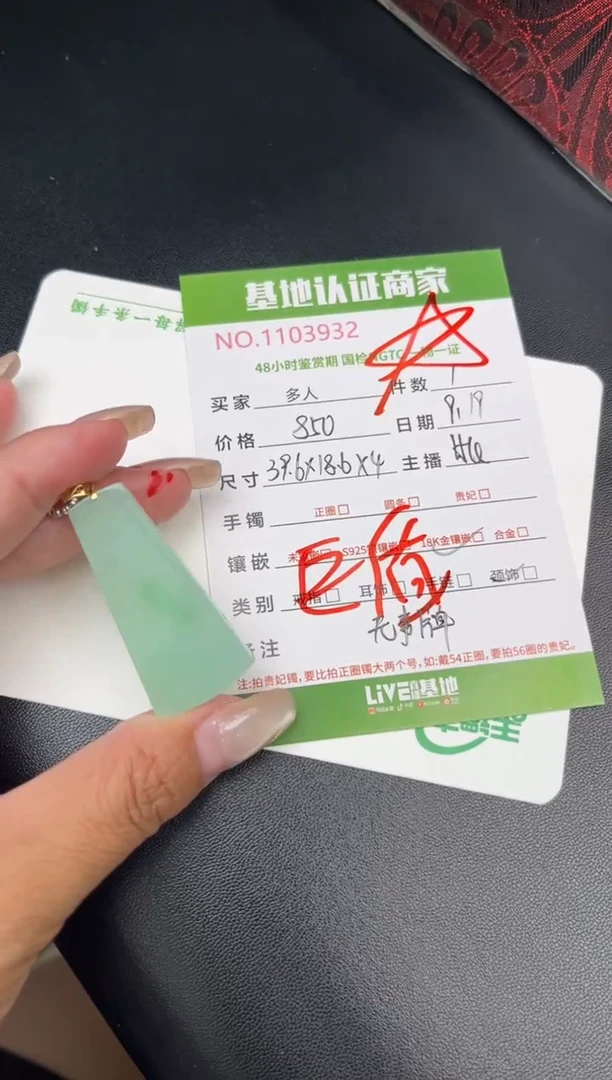 基地认证商家
NO.1103932
48小时鉴赏期 国检NGTC 一物一证
买家 多人 件数 1
价格 850 日期 9.19
尺寸 39.6X18.6X4 主播
手镯 正圈□ 圆条□ 贵妃□
镶嵌 S925银镶嵌□ 18K金镶嵌□ 合金□
类别 戒指□ 耳饰□ 手链□ 颈饰□
备注 无事牌
注:拍贵妃镯,要比拍正圈镯大两个号,如:戴54正圈,要拍56圈的贵妃。
LiVE基地